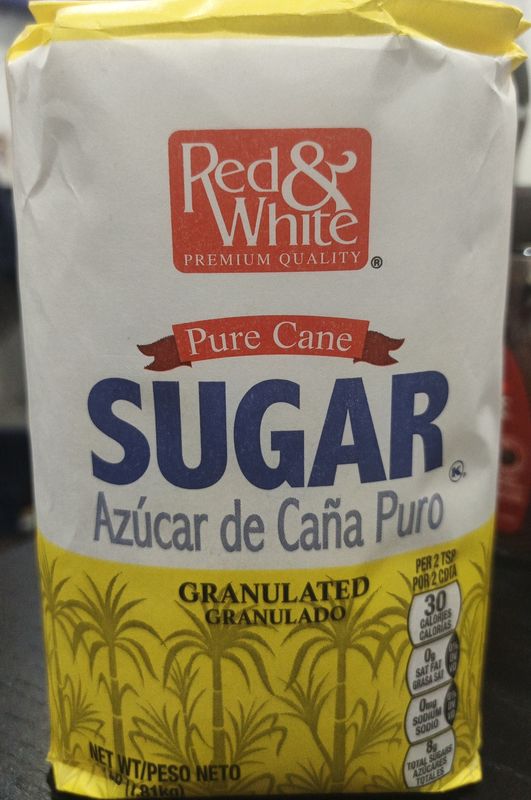 Red&
White
PREMIUM QUALITY ®
Pure Cane
SUGAR
K
Azúcar de Caña Puro
GRANULATED
GRANULADO
PER 2 TSP
POR 2 CDTA
30
CALORIES
CALORÍAS
0g
SAT FAT
GRASA SAT
0mg
SODIUM
SODIO
8g
TOTAL SUGARS
AZÚCARES
TOTALES
NET WT/PESO NETO